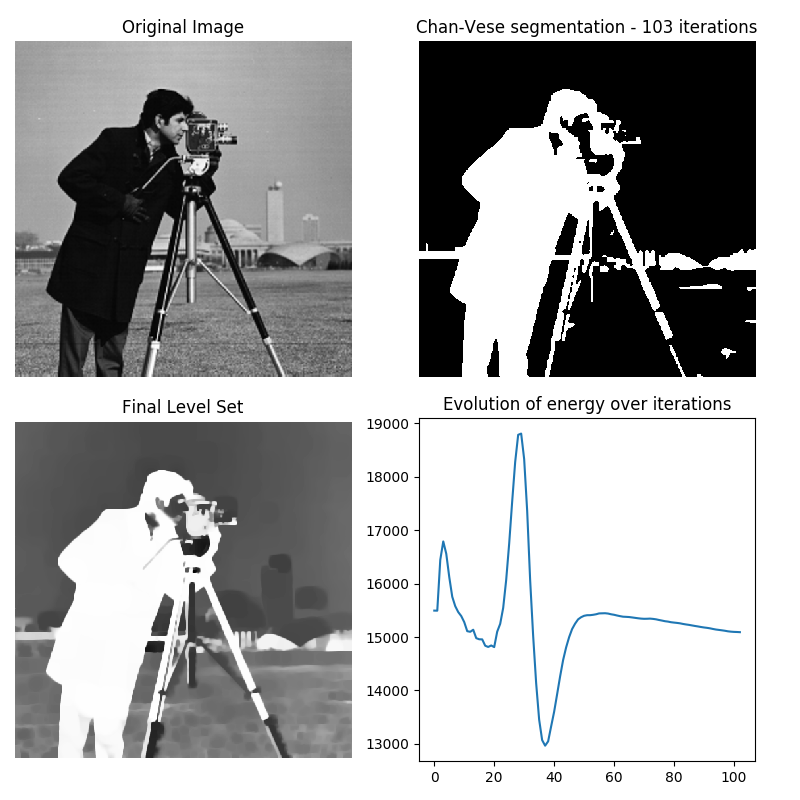 Original Image
Chan-Vese segmentation - 103 iterations
Final Level Set
Evolution of energy over iterations
19000
18000
17000
16000
15000
14000
13000
0 20 40 60 80 100